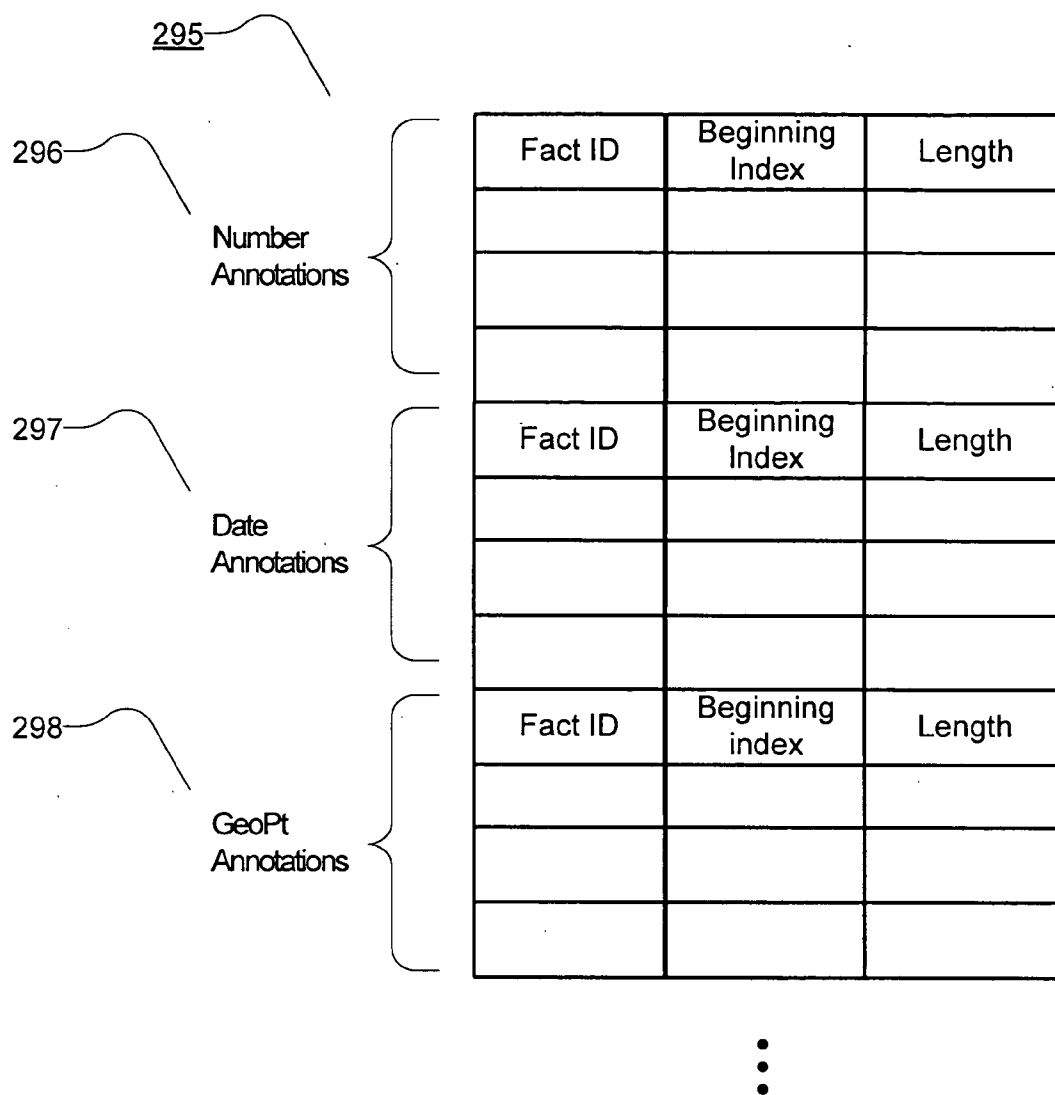 295
296
Fact ID
Beginning
Index
Length
Number
Annotations
297
Fact ID
Beginning
Index
Length
Date
Annotations
298
Fact ID
Beginning
index
Length
GeoPt
Annotations